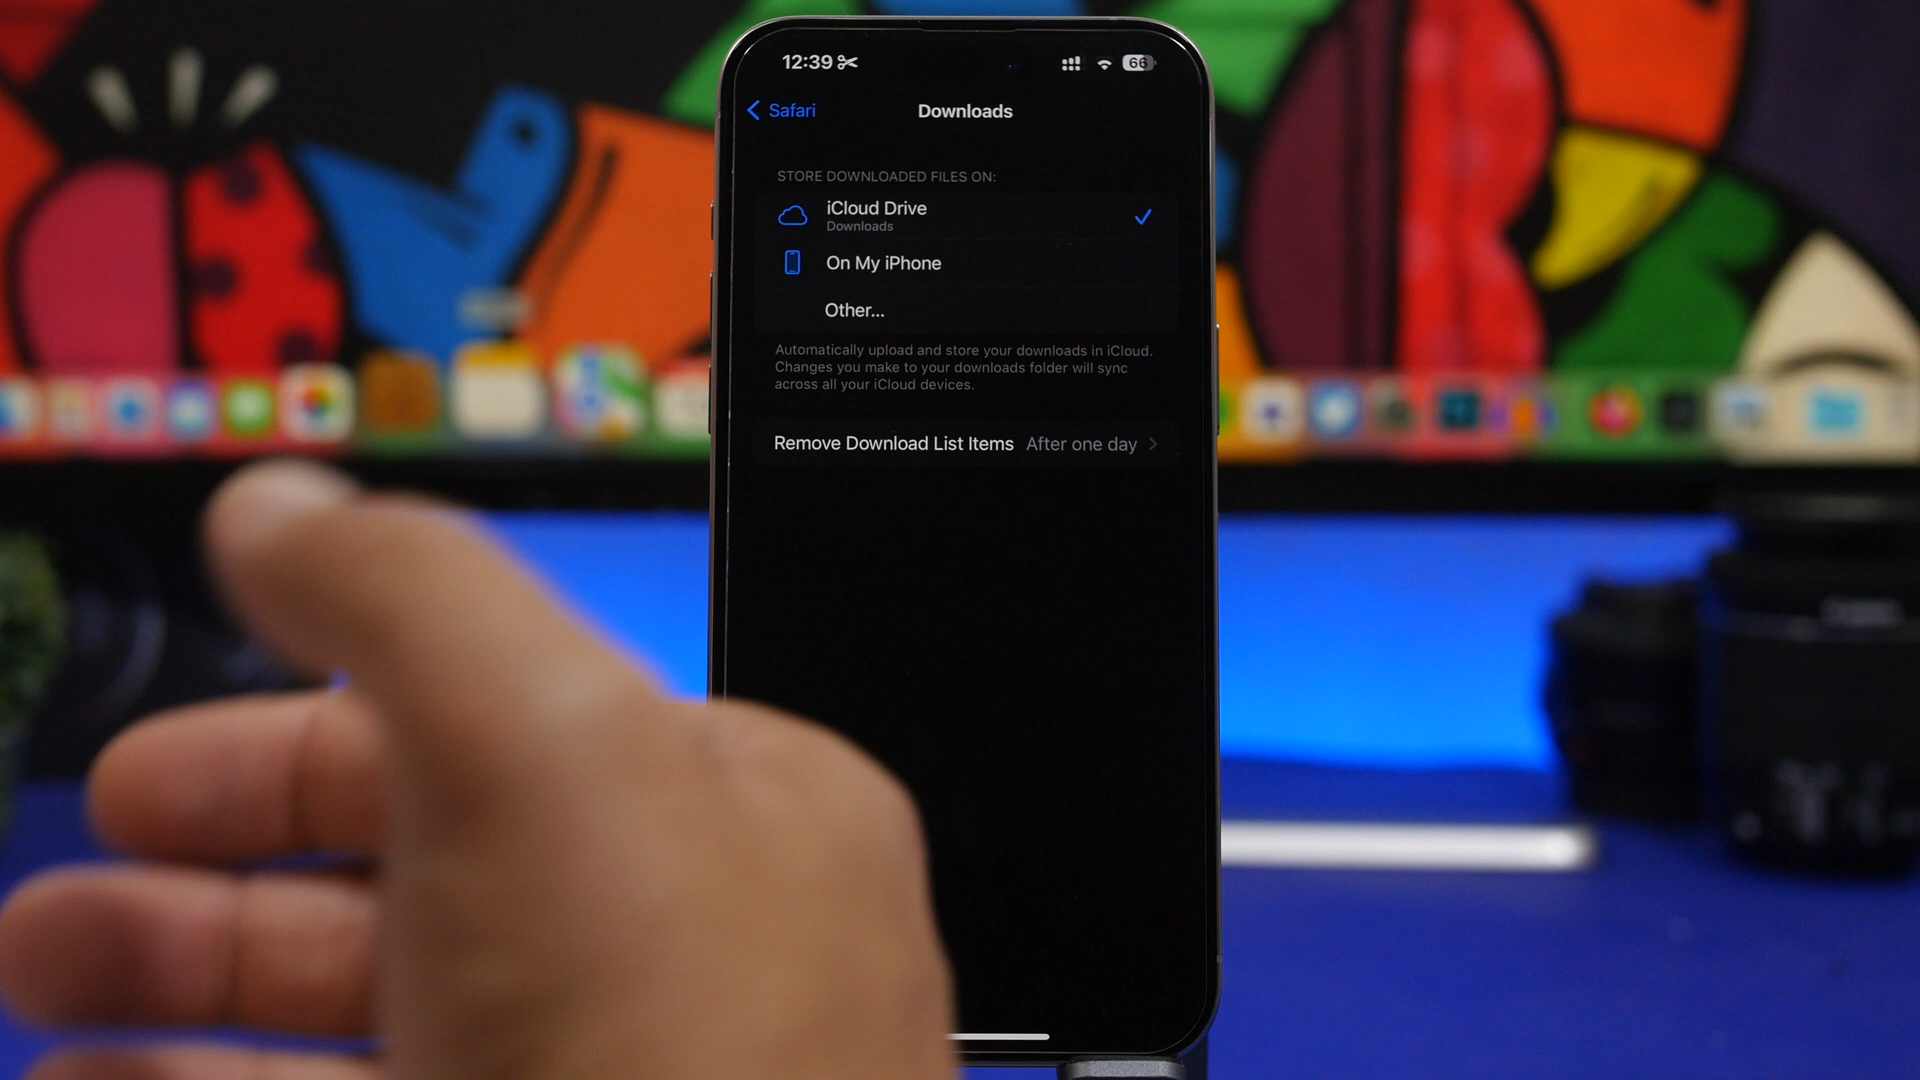 12:39
66
Safari
Downloads
STORE DOWNLOADED FILES ON:
iCloud Drive
Downloads
On My iPhone
Other...
Automatically upload and store your downloads in iCloud.
Changes you make to your downloads folder will sync
across all your iCloud devices.
Remove Download List Items After one day